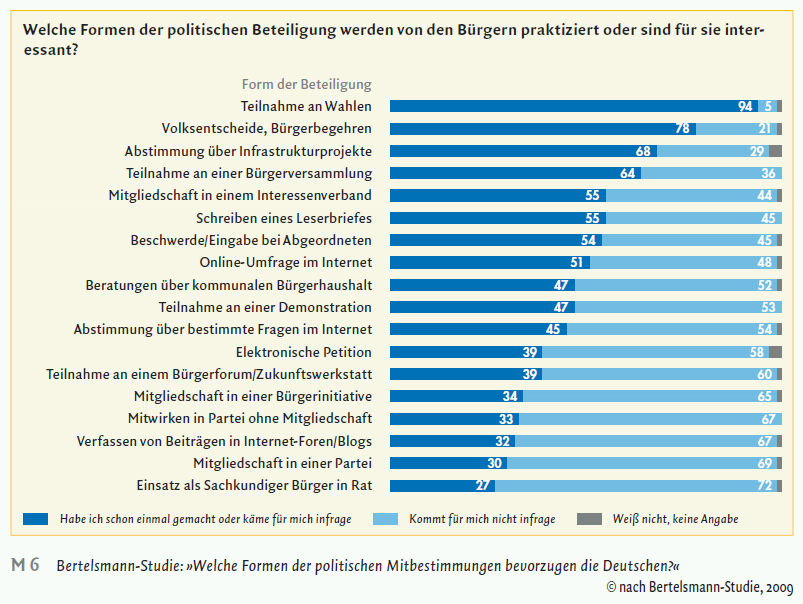 Welche Formen der politischen Beteiligung werden von den Bürgern praktiziert oder sind für sie inter-
essant?
Form der Beteiligung
Teilnahme an Wahlen 94 5
Volksentscheide, Bürgerbegehren 78 21
Abstimmung über Infrastrukturprojekte 68 29
Teilnahme an einer Bürgerversammlung 64 36
Mitgliedschaft in einem Interessenverband 55 44
Schreiben eines Leserbriefes 55 45
Beschwerde/Eingabe bei Abgeordneten 54 45
Online-Umfrage im Internet 51 48
Beratungen über kommunalen Bürgerhaushalt 47 52
Teilnahme an einer Demonstration 47 53
Abstimmung über bestimmte Fragen im Internet 45 54
Elektronische Petition 39 58
Teilnahme an einem Bürgerforum/Zukunftswerkstatt 39 60
Mitgliedschaft in einer Bürgerinitiative 34 65
Mitwirken in Partei ohne Mitgliedschaft 33 67
Verfassen von Beiträgen in Internet-Foren/Blogs 32 67
Mitgliedschaft in einer Partei 30 69
Einsatz als Sachkundiger Bürger in Rat 27 72
Habe ich schon einmal gemacht oder käme für mich infrage Kommt für mich nicht infrage Weiß nicht, keine Angabe
M 6 Bertelsmann-Studie: »Welche Formen der politischen Mitbestimmungen bevorzugen die Deutschen?«
© nach Bertelsmann-Studie, 2009